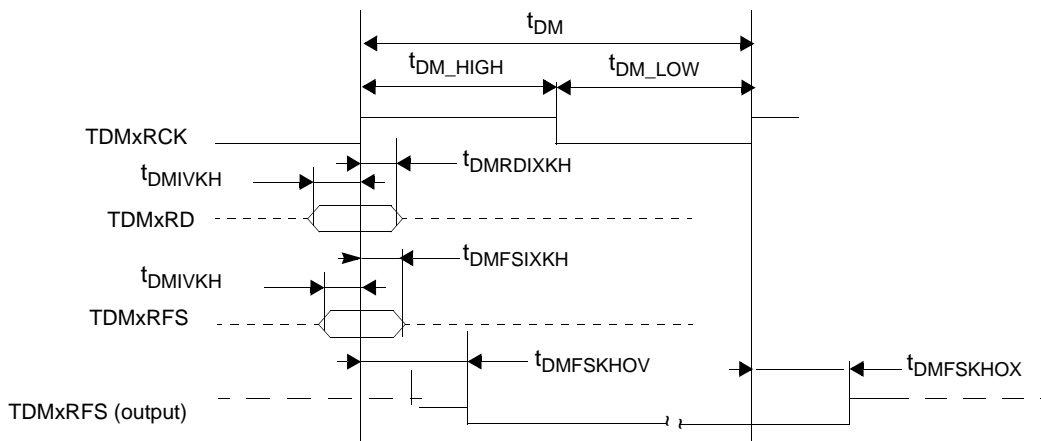 tDM
tDM_HIGH
tDM_LOW
TDMxRCK
tDMRDIXKH
tDMIVKH
TDMxRD
tDMFSIXKH
tDMIVKH
TDMxRFS
tDMFSKHOV
tDMFSKHOX
TDMxRFS (output)
~ ~